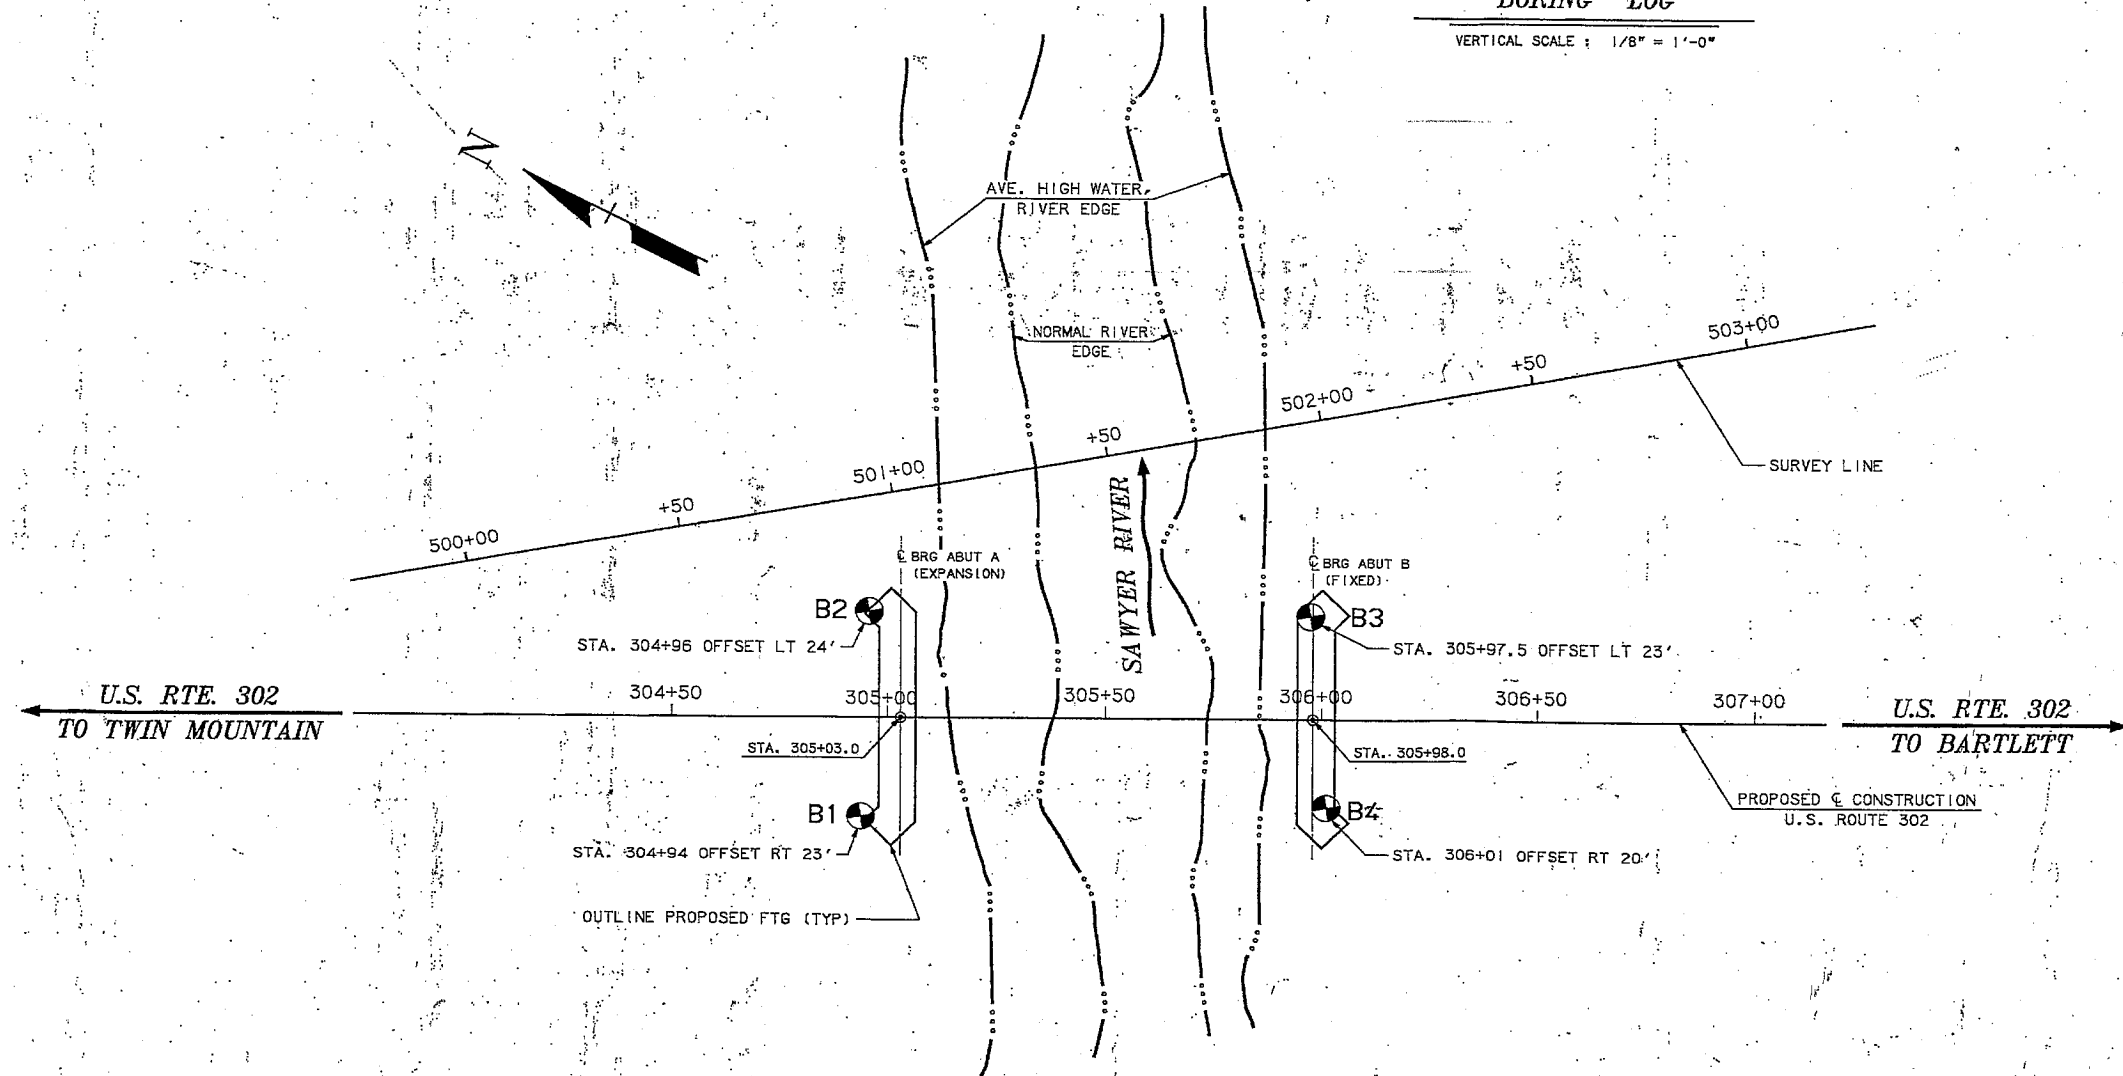 BORING LOG
VERTICAL SCALE : 1/8" = 1'-0"
N
AVE. HIGH WATER
RIVER EDGE
NORMAL RIVER
EDGE
503+00
+50
502+00
+50
501+00
+50
500+00
SURVEY LINE
SAWYER RIVER
℄ BRG ABUT A
(EXPANSION)
℄ BRG ABUT B
(FIXED)
B2
B3
STA. 304+96 OFFSET LT 24'
STA. 305+97.5 OFFSET LT 23'
U.S. RTE. 302
TO TWIN MOUNTAIN
304+50
305+00
305+50
306+00
306+50
307+00
U.S. RTE. 302
TO BARTLETT
STA. 305+03.0
STA. 305+98.0
B1
B4
PROPOSED ℄ CONSTRUCTION
U.S. ROUTE 302
STA. 304+94 OFFSET RT 23'
STA. 306+01 OFFSET RT 20'
OUTLINE PROPOSED FTG (TYP)